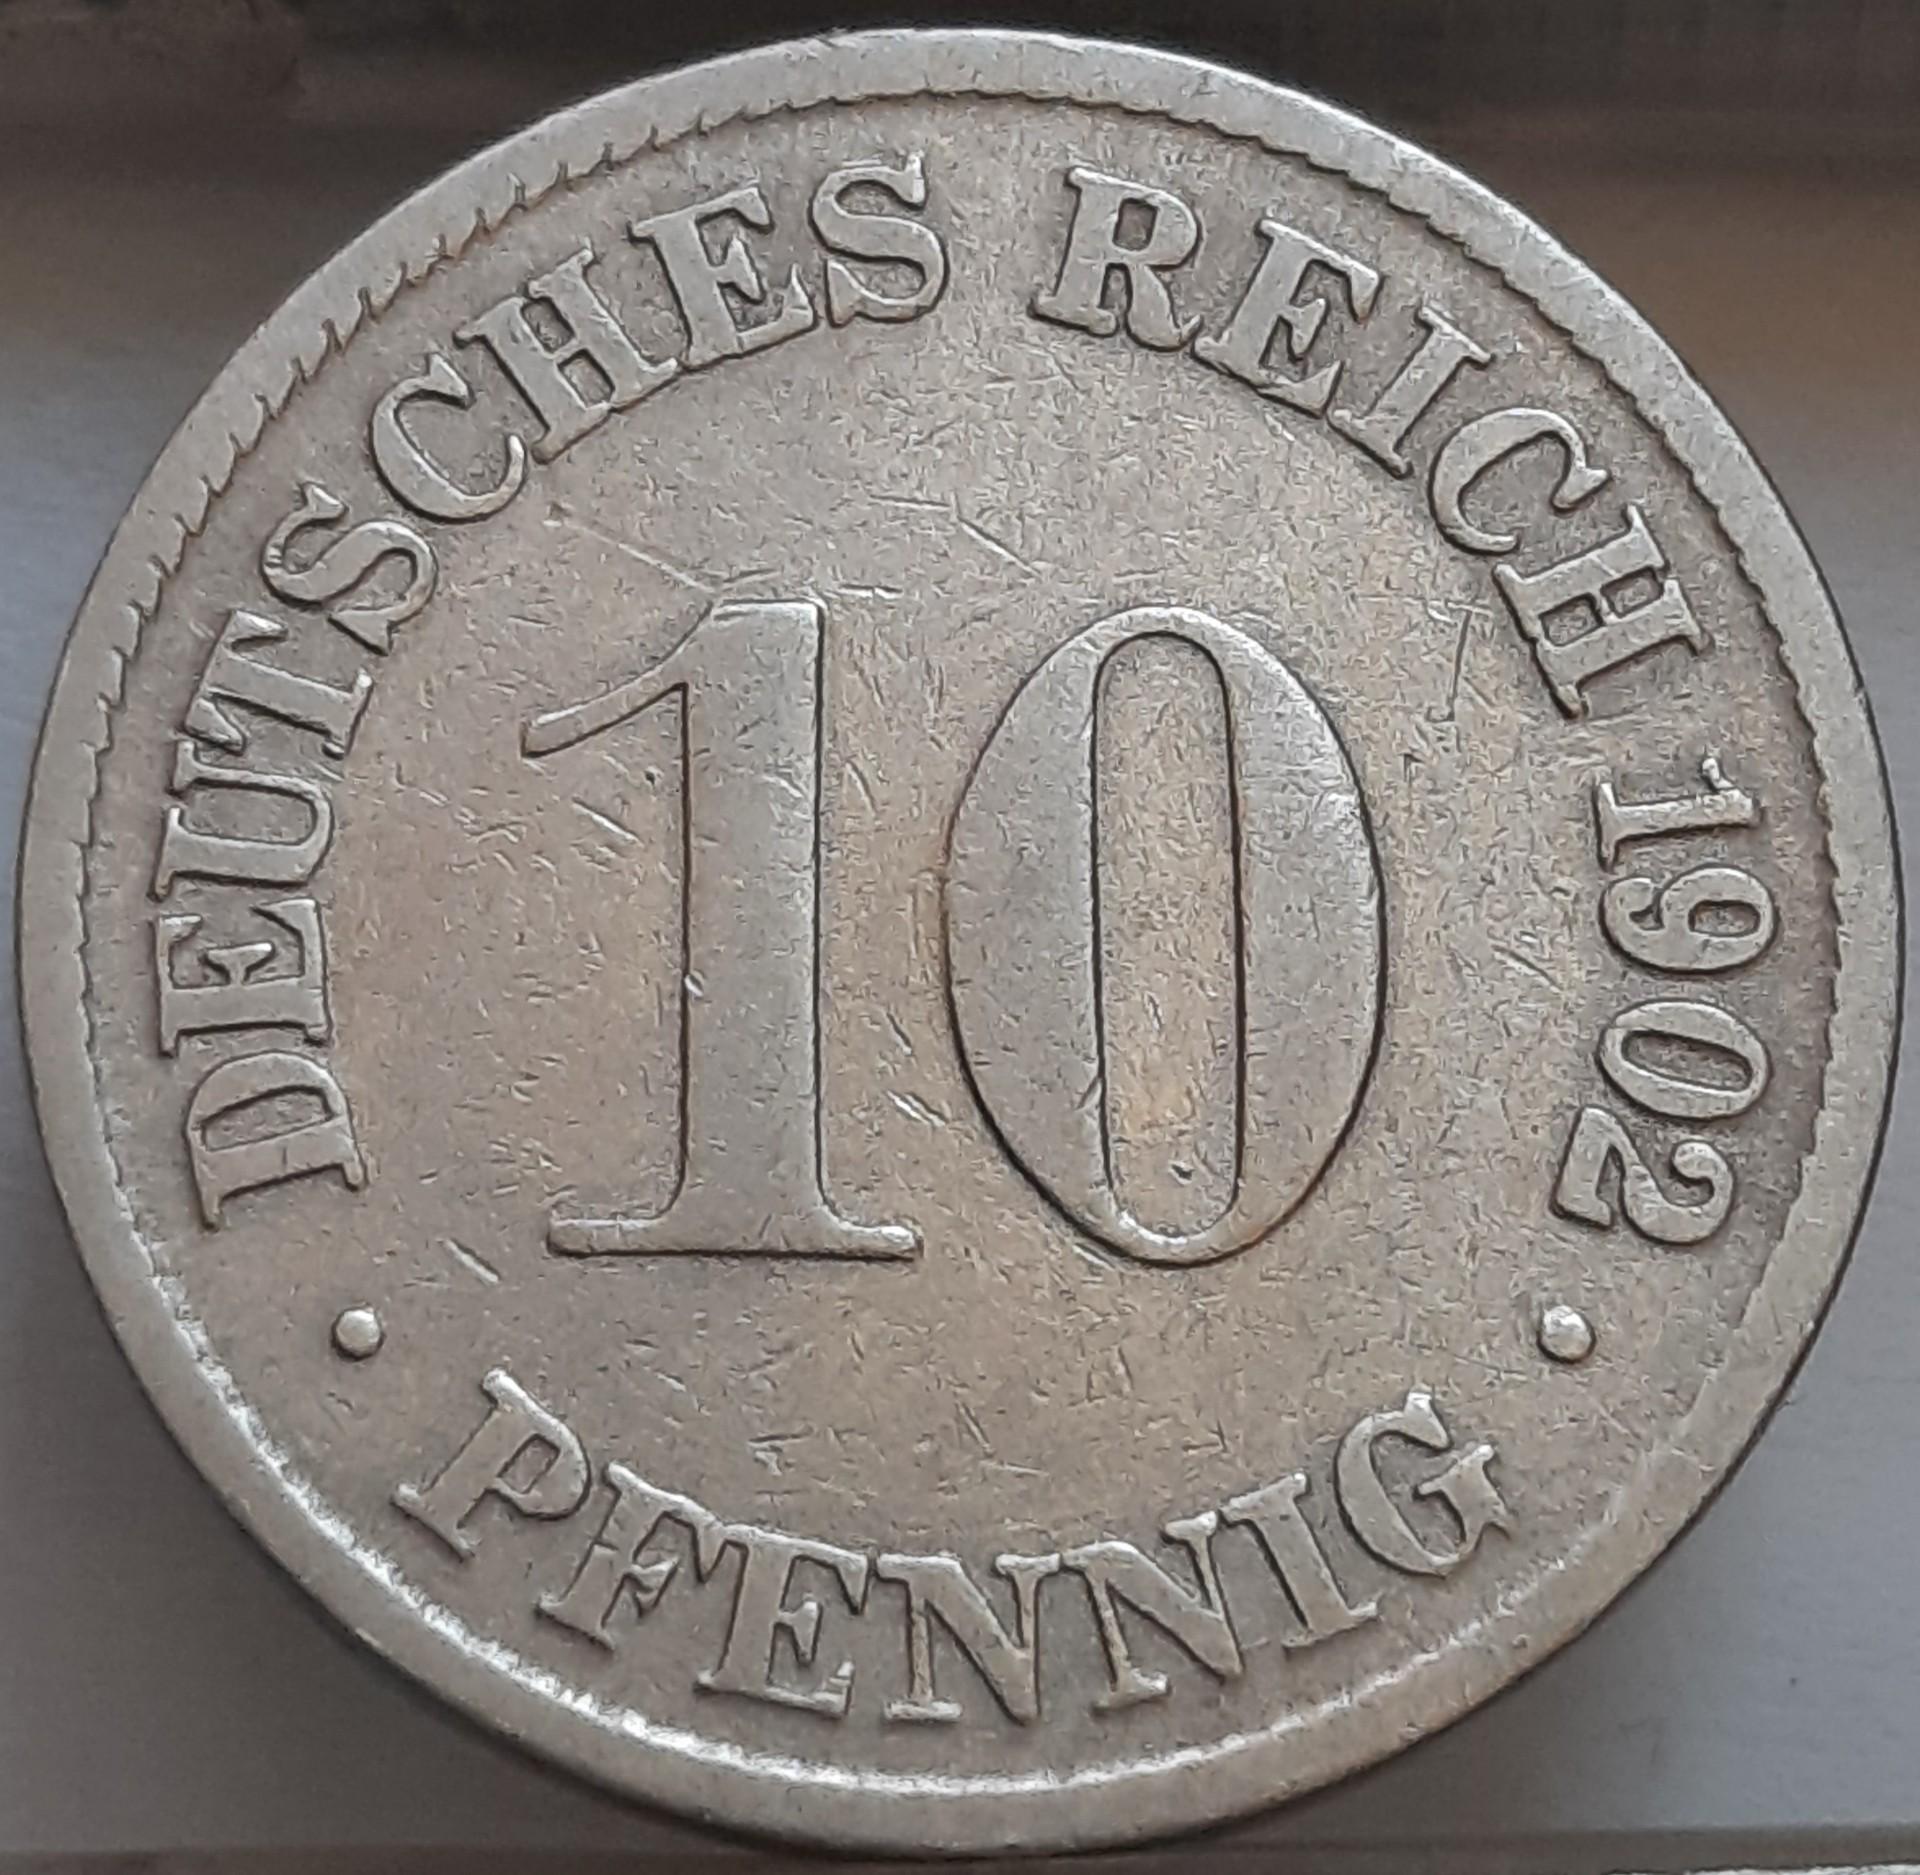 DEUTSCHES REICH 1902
10
• PFENNIG •